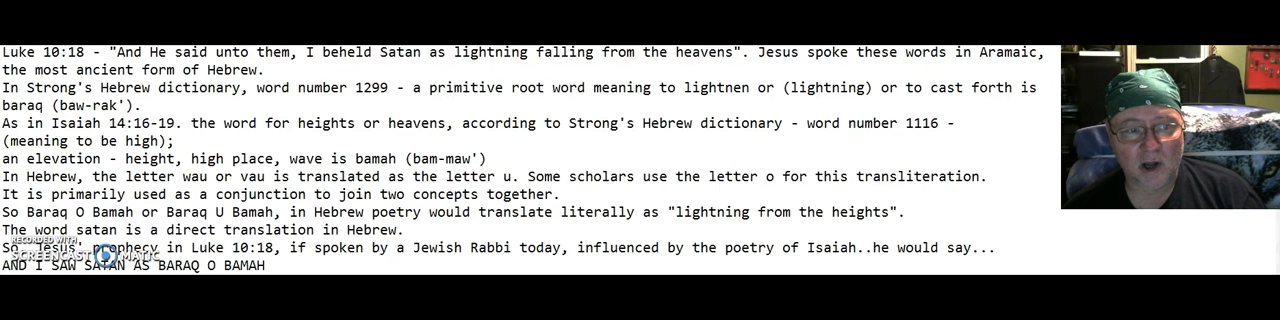 Luke 10:18 - "And He said unto them, I beheld Satan as lightning falling from the heavens". Jesus spoke these words in Aramaic,
the most ancient form of Hebrew.
In Strong's Hebrew dictionary, word number 1299 - a primitive root word meaning to lightnen or (lightning) or to cast forth is
baraq (baw-rak').
As in Isaiah 14:16-19. the word for heights or heavens, according to Strong's Hebrew dictionary - word number 1116 -
(meaning to be high);
an elevation - height, high place, wave is bamah (bam-maw')
In Hebrew, the letter wau or vau is translated as the letter u. Some scholars use the letter o for this transliteration.
It is primarily used as a conjunction to join two concepts together.
So Baraq O Bamah or Baraq U Bamah, in Hebrew poetry would translate literally as "lightning from the heights".
The word satan is a direct translation in Hebrew.
So, Jesus' prophecy in Luke 10:18, if spoken by a Jewish Rabbi today, influenced by the poetry of Isaiah..he would say...
RECORDED WITH
SCREENCAST MATIC
AND I SAW SATAN AS BARAQ O BAMAH